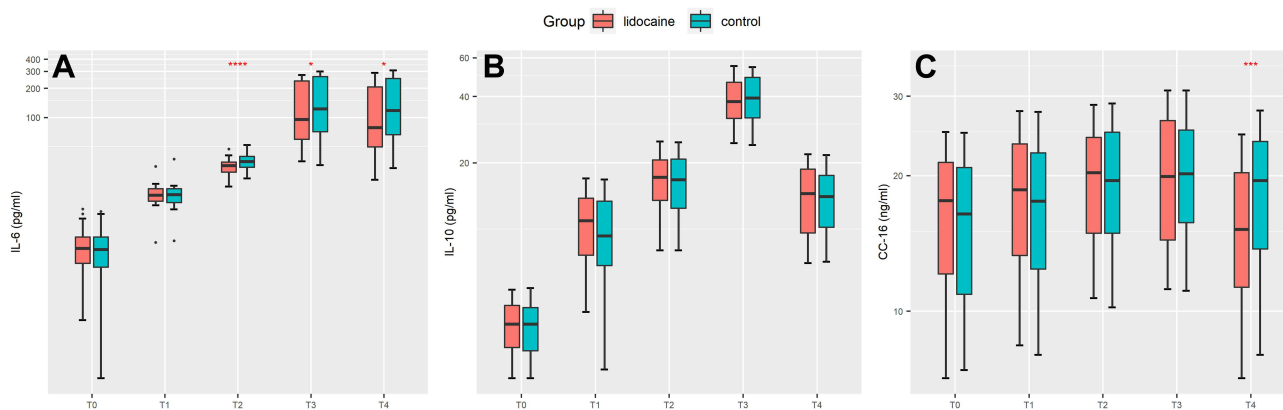 Group lidocaine control
A
400
300
200
100
IL-6 (pg/ml)
**** * *
T0 T1 T2 T3 T4
B
60
40
20
IL-10 (pg/ml)
T0 T1 T2 T3 T4
C
30
20
10
CC-16 (ng/ml)
***
T0 T1 T2 T3 T4